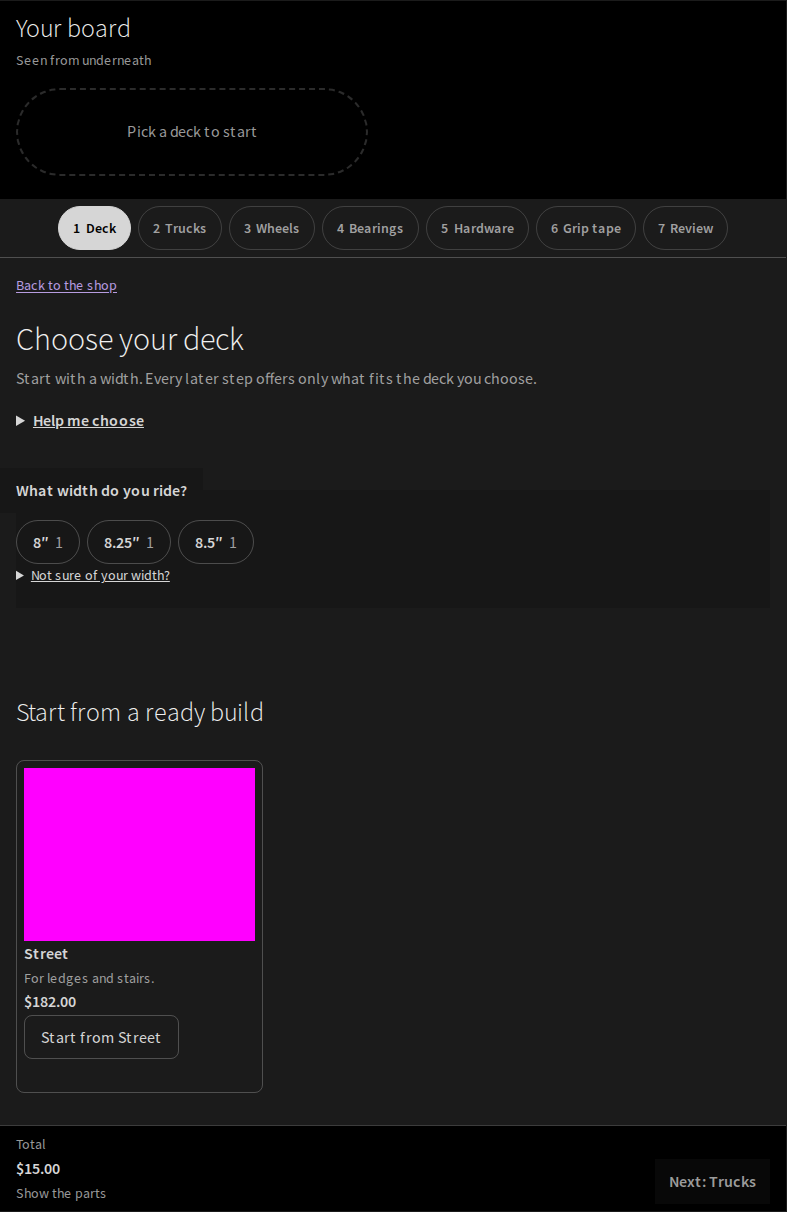 Your board
Seen from underneath
Pick a deck to start
1 Deck 2 Trucks 3 Wheels 4 Bearings 5 Hardware 6 Grip tape 7 Review
Back to the shop
Choose your deck
Start with a width. Every later step offers only what fits the deck you choose.
Help me choose
What width do you ride?
8″ 1 8.25″ 1 8.5″ 1
Not sure of your width?
Start from a ready build
Street
For ledges and stairs.
$182.00
Start from Street
Total
$15.00
Show the parts
Next: Trucks